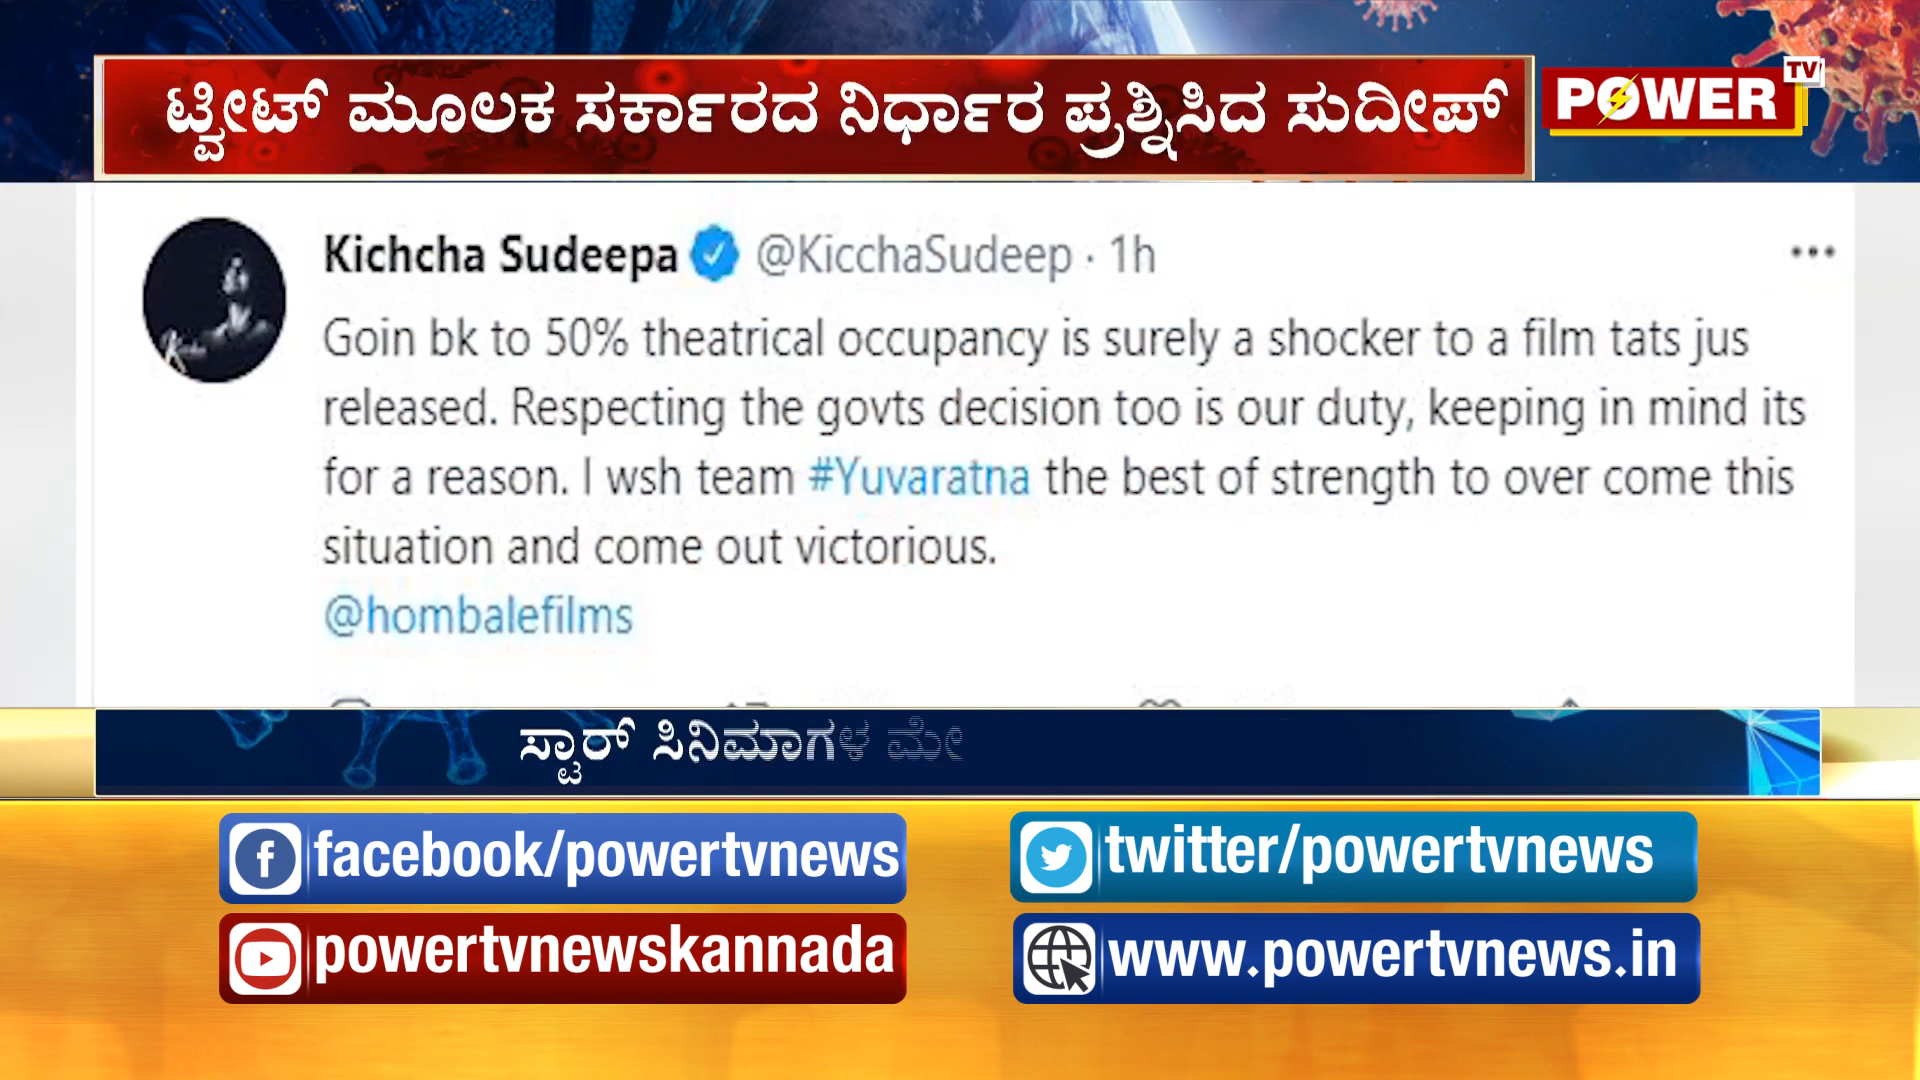 ಟ್ವೀಟ್ ಮೂಲಕ ಸರ್ಕಾರದ ನಿರ್ಧಾರ ಪ್ರಶ್ನಿಸಿದ ಸುದೀಪ್
POWER TV
Kichcha Sudeepa @KicchaSudeep · 1h
Goin bk to 50% theatrical occupancy is surely a shocker to a film tats jus
released. Respecting the govts decision too is our duty, keeping in mind its
for a reason. I wsh team #Yuvaratna the best of strength to over come this
situation and come out victorious.
@hombalefilms
ಸ್ಟಾರ್ ಸಿನಿಮಾಗಳ ಮೇ
facebook/powertvnews
twitter/powertvnews
powertvnewskannada
www.powertvnews.in